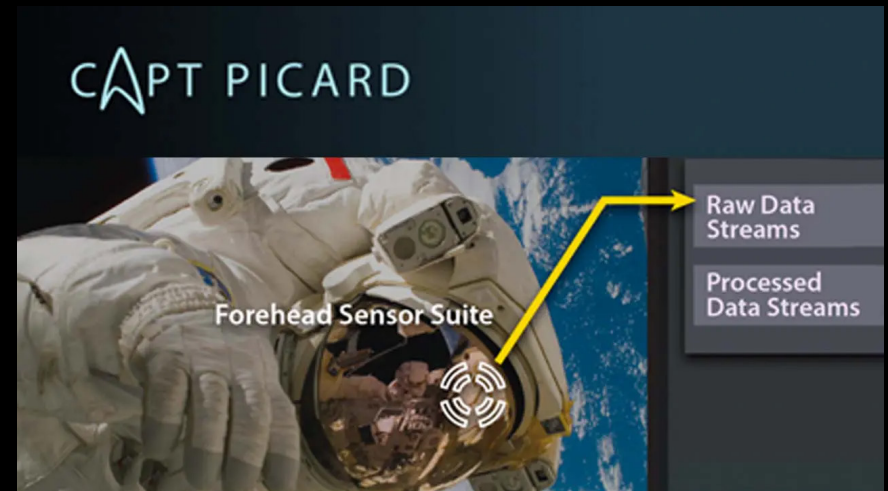 CAPT PICARD
Forehead Sensor Suite
Raw Data
Streams
Processed
Data Streams